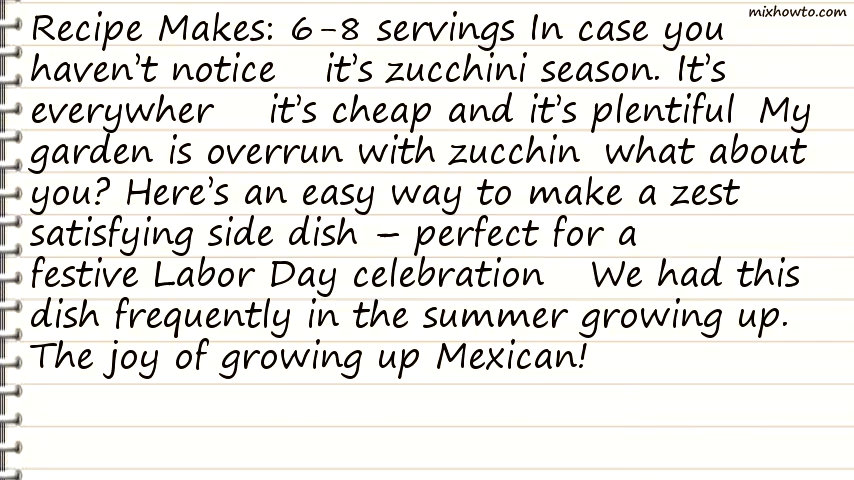 mixhowto.com
Recipe Makes: 6-8 servings In case you
haven't notice it's zucchini season. It's
everywher it's cheap and it's plentiful My
garden is overrun with zucchin what about
you? Here's an easy way to make a zest
satisfying side dish – perfect for a
festive Labor Day celebration We had this
dish frequently in the summer growing up.
The joy of growing up Mexican!